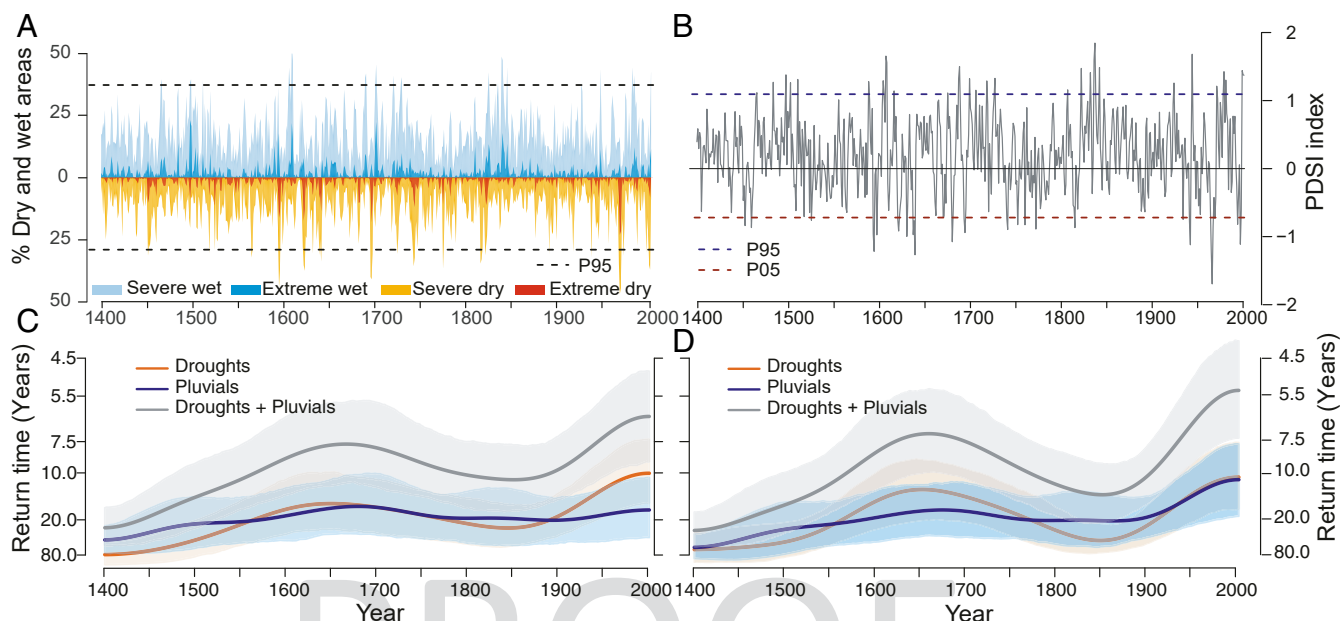 A
% Dry and wet areas
50
25
0
25
50
P95
Severe wet
Extreme wet
Severe dry
Extreme dry
1400
1500
1600
1700
1800
1900
2000
B
PDSI index
2
1
0
−1
−2
P95
P05
1400
1500
1600
1700
1800
1900
2000
C
Return time (Years)
4.5
5.5
7.5
10.0
20.0
80.0
Droughts
Pluvials
Droughts + Pluvials
1400
1500
1600
1700
1800
1900
2000
Year
D
Return time (Years)
4.5
5.5
7.5
10.0
20.0
80.0
Droughts
Pluvials
Droughts + Pluvials
1400
1500
1600
1700
1800
1900
2000
Year